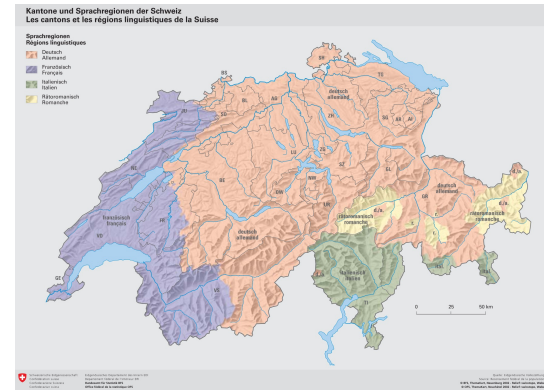 Kantone und Sprachregionen der Schweiz
Les cantons et les régions linguistiques de la Suisse
Sprachregionen
Régions linguistiques
Deutsch
Allemand
Französisch
Français
Italienisch
Italien
Rätoromanisch
Romanche
SH
BS
TG
BL
AG
deutsch
allemand
JU
ZH
SO
SG
AR
AI
LU
ZG
SZ
NE
BE
NW
GL
OW
deutsch
allemand
d./a.
UR
GR
d./a.
d./a.
französisch
français
FR
rätoromanisch
romanche
rätoromanisch
romanche
VD
deutsch
allemand
italienisch
italien
ital.
ital.
GE
VS
TI
0 25 50 km